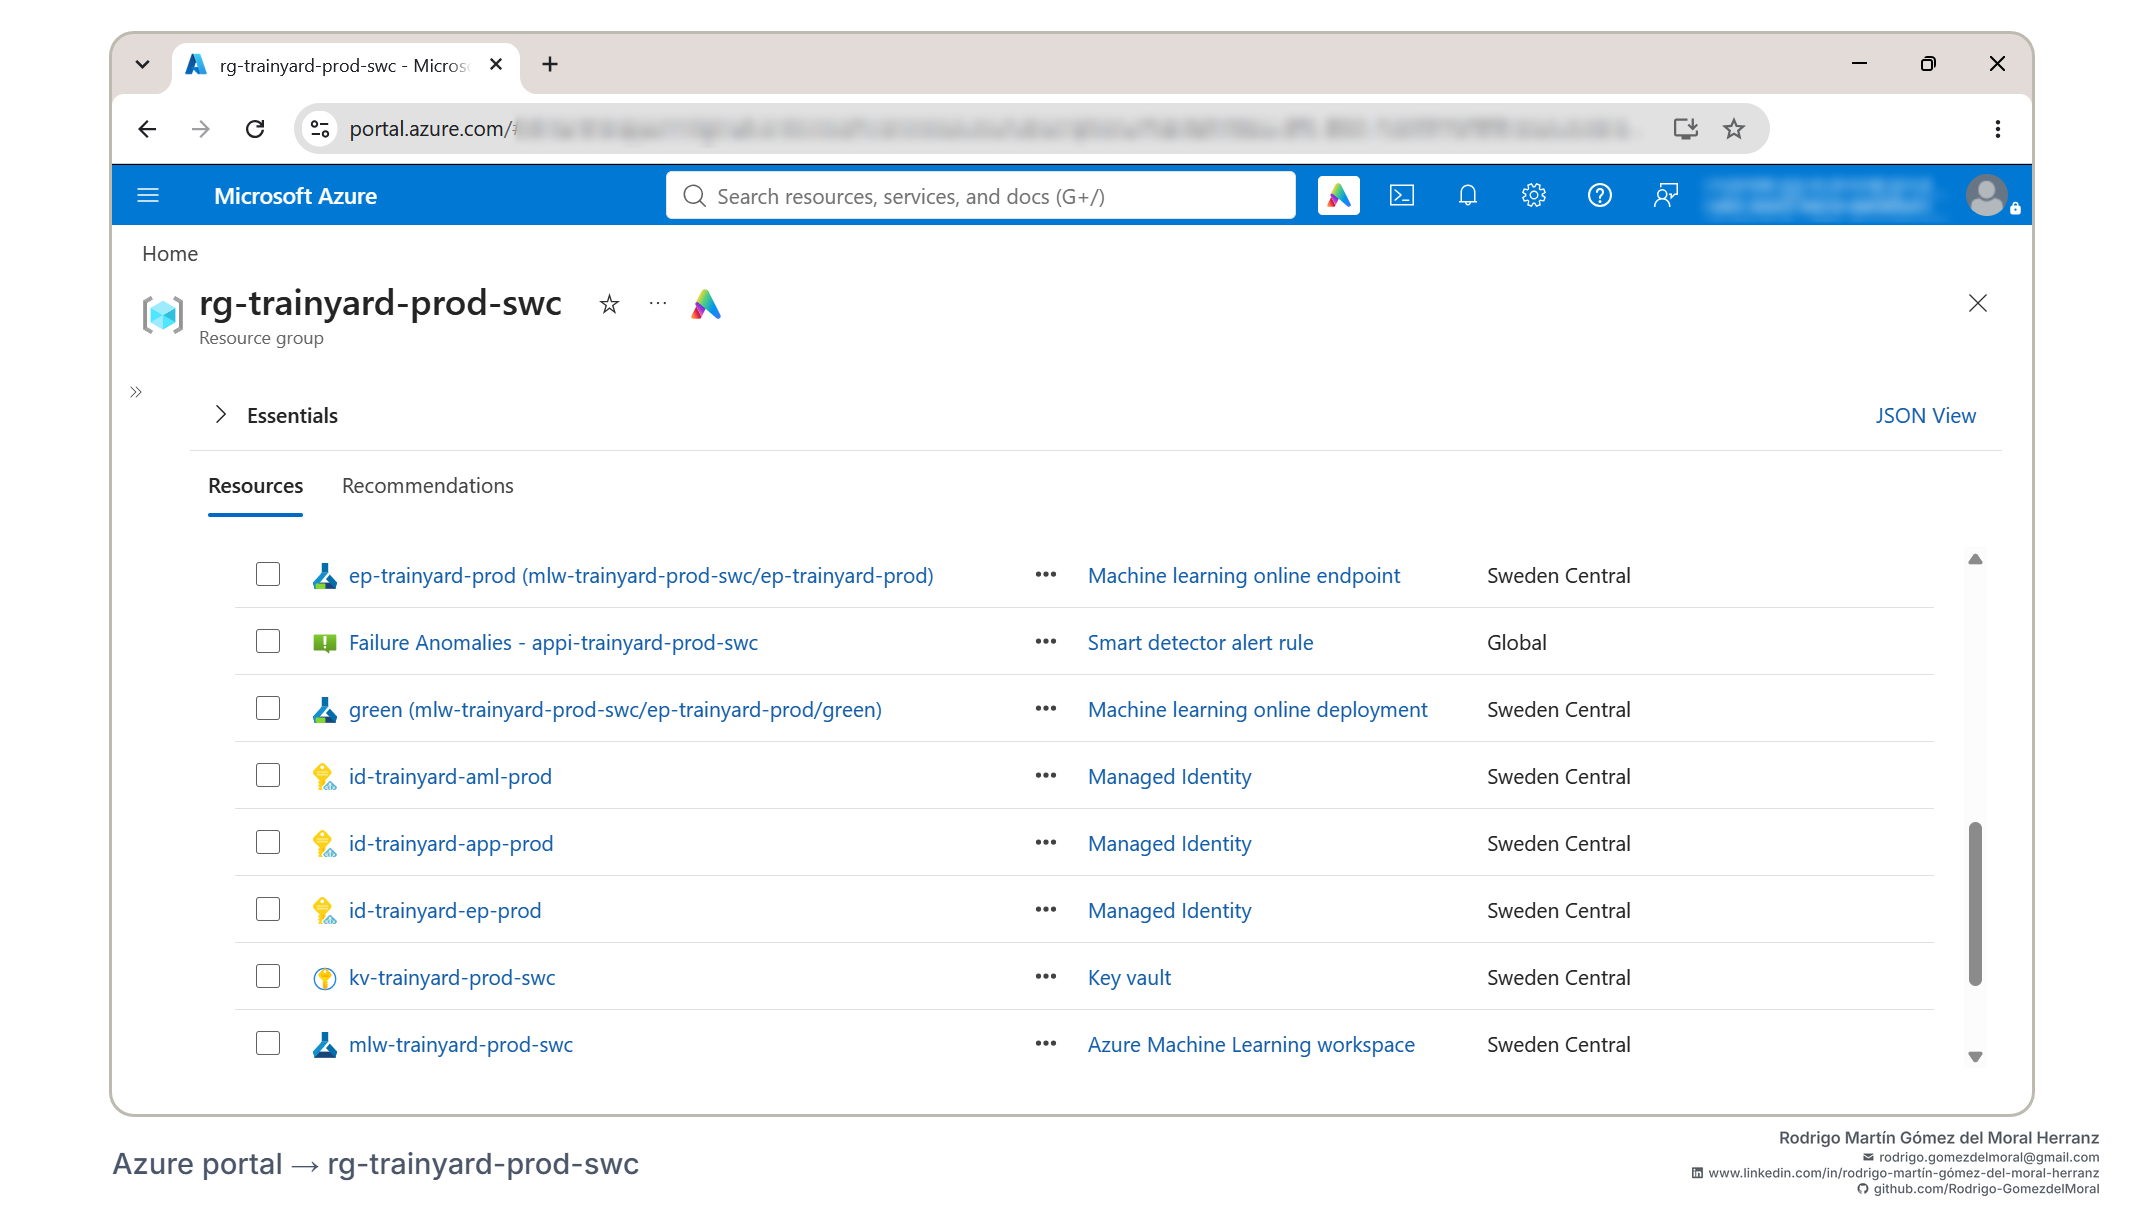 rg-trainyard-prod-swc - Micros
portal.azure.com/#
Microsoft Azure
Search resources, services, and docs (G+/)
Home
rg-trainyard-prod-swc
Resource group
Essentials
JSON View
Resources
Recommendations
ep-trainyard-prod (mlw-trainyard-prod-swc/ep-trainyard-prod) Machine learning online endpoint Sweden Central
Failure Anomalies - appi-trainyard-prod-swc Smart detector alert rule Global
green (mlw-trainyard-prod-swc/ep-trainyard-prod/green) Machine learning online deployment Sweden Central
id-trainyard-aml-prod Managed Identity Sweden Central
id-trainyard-app-prod Managed Identity Sweden Central
id-trainyard-ep-prod Managed Identity Sweden Central
kv-trainyard-prod-swc Key vault Sweden Central
mlw-trainyard-prod-swc Azure Machine Learning workspace Sweden Central
Azure portal → rg-trainyard-prod-swc
Rodrigo Martín Gómez del Moral Herranz
rodrigo.gomezdelmoral@gmail.com
www.linkedin.com/in/rodrigo-martín-gómez-del-moral-herranz
github.com/Rodrigo-GomezdelMoral